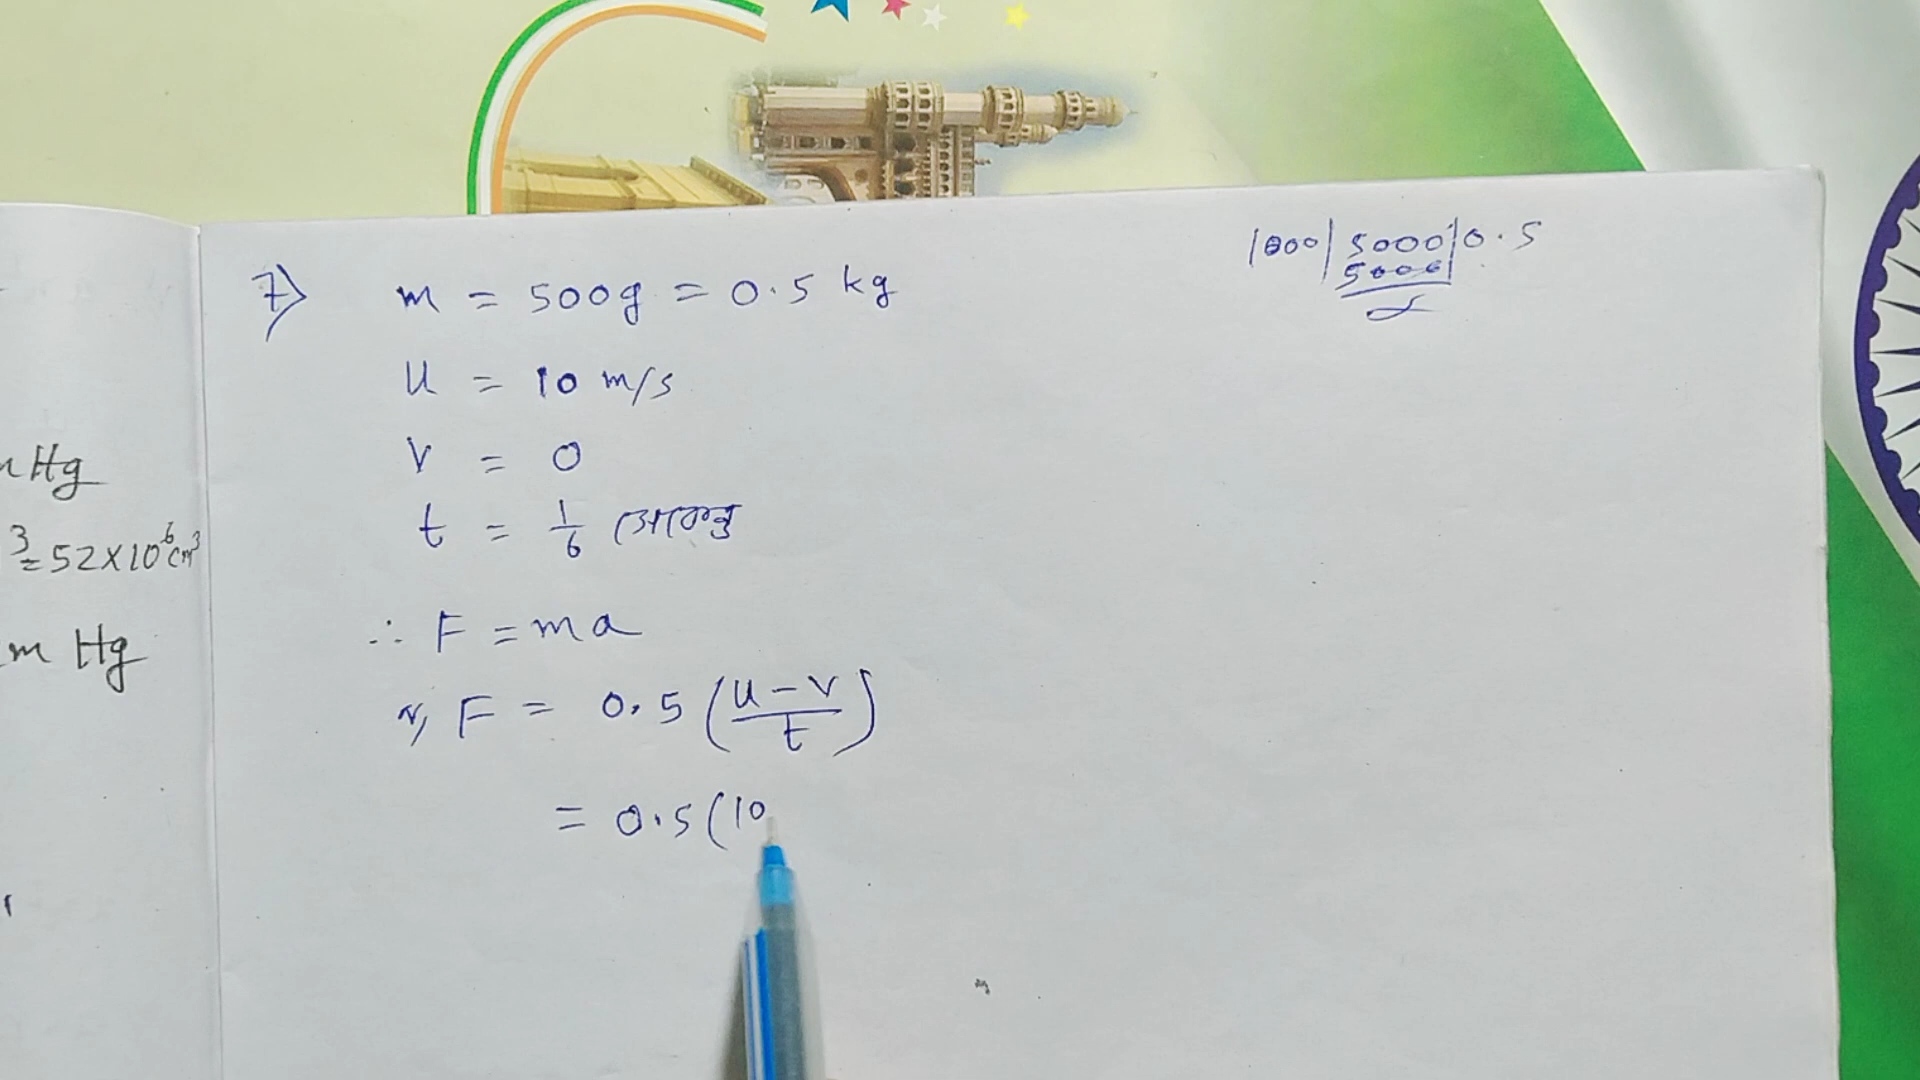 m Hg
3 = 52 X 10⁶ cm³
m Hg
7) m = 500g = 0.5 kg
1000) 5000 (0.5
5000
u = 10 m/s
v = 0
t = 1/6 সেকেন্ড
∴ F = ma
বা, F = 0.5 (u - v / t)
= 0.5 (10